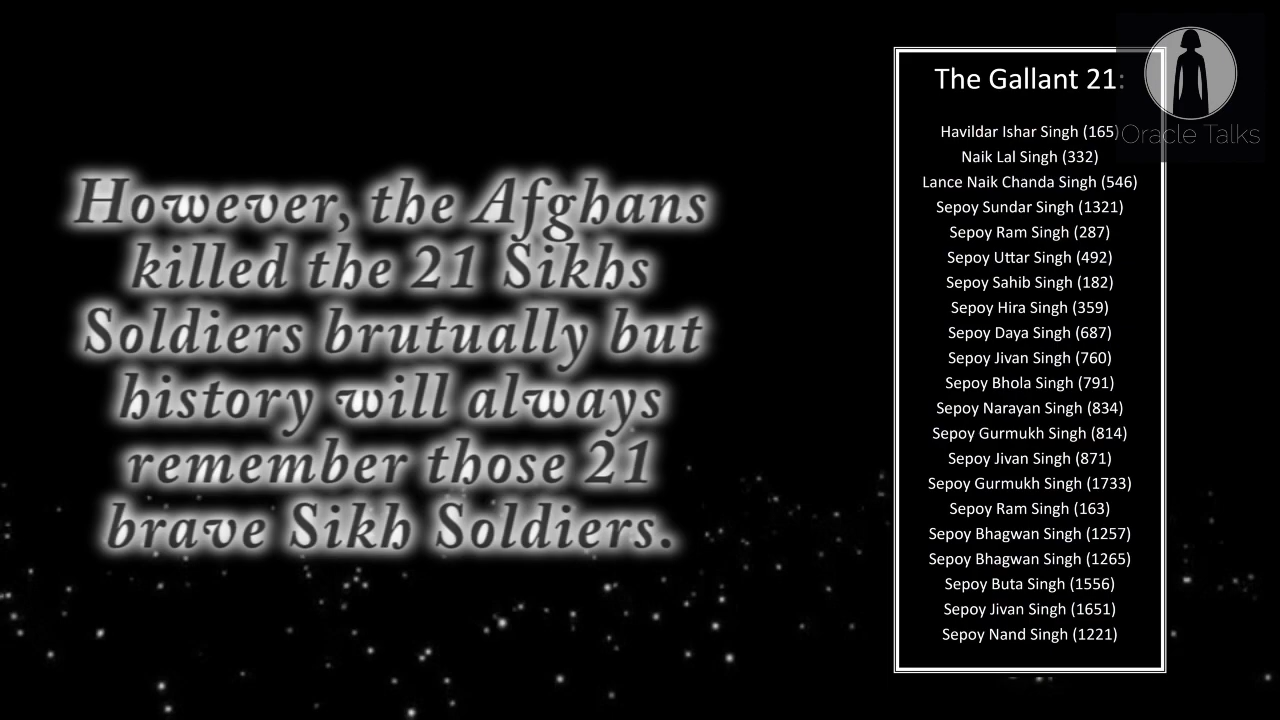 However, the Afghans
killed the 21 Sikhs
Soldiers brutually but
history will always
remember those 21
brave Sikh Soldiers.
The Gallant 21:
Havildar Ishar Singh (165)
Naik Lal Singh (332)
Lance Naik Chanda Singh (546)
Sepoy Sundar Singh (1321)
Sepoy Ram Singh (287)
Sepoy Uttar Singh (492)
Sepoy Sahib Singh (182)
Sepoy Hira Singh (359)
Sepoy Daya Singh (687)
Sepoy Jivan Singh (760)
Sepoy Bhola Singh (791)
Sepoy Narayan Singh (834)
Sepoy Gurmukh Singh (814)
Sepoy Jivan Singh (871)
Sepoy Gurmukh Singh (1733)
Sepoy Ram Singh (163)
Sepoy Bhagwan Singh (1257)
Sepoy Bhagwan Singh (1265)
Sepoy Buta Singh (1556)
Sepoy Jivan Singh (1651)
Sepoy Nand Singh (1221)
Oracle Talks